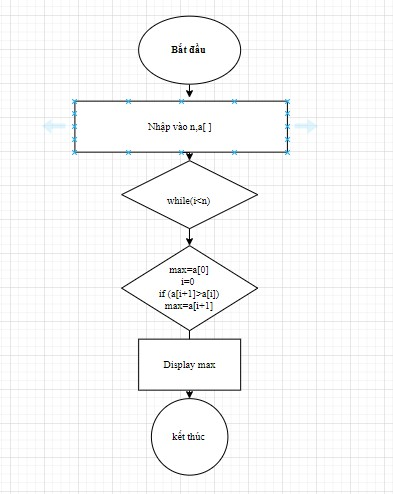 Bắt đầu
Nhập vào n,a[ ]
while(i<n)
max=a[0]
i=0
if (a[i+1]>a[i])
max=a[i+1]
Display max
kết thúc